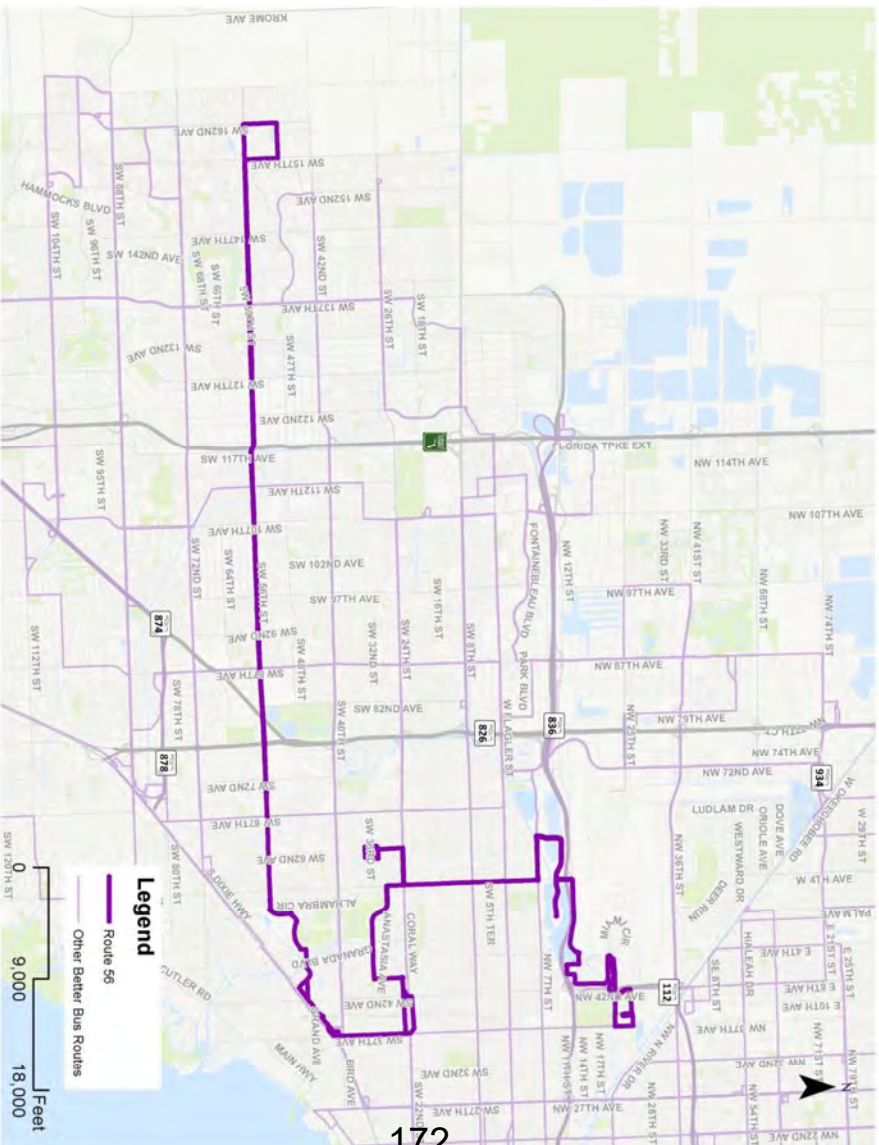 NW 107TH AVE
NW 74TH ST
934
W OKEECHOBEE RD
W 29TH ST
W 4TH AVE
PALM AVE
E 21ST ST
E 25TH ST
E 4TH AVE
E 8TH AVE
E 10TH AVE
NW 79TH ST
NW 71ST ST
NW 22ND AVE
N
NW 114TH AVE
NW 58TH ST
NW 79TH AVE
NW 74TH AVE
NW 72ND AVE
DOVE AVE
ORIOLE AVE
WESTWARD DR
LUDLAM DR
HIALEAH DR
SE 8TH ST
DEER RUN
NW 37TH AVE
NW 32ND AVE
NW 54TH ST
NW 41ST ST
NW 33RD ST
NW 97TH AVE
NW 87TH AVE
NW 25TH ST
NW 36TH ST
112
NW N RIVER DR
NW 28TH ST
FLORIDA TPKE EXT
NW 12TH ST
836
NW 42ND AVE
NW 17TH ST
NW 14TH ST
NW 11TH ST
NW 27TH AVE
FONTAINEBLEAU BLVD
PARK BLVD
W FLAGLER ST
NW 7TH ST
SW 8TH ST
826
SW 5TH TER
SW 16TH ST
SW 18TH ST
SW 26TH ST
SW 24TH ST
CORAL WAY
SW 32ND AVE
SW 27TH AVE
SW 32ND ST
ANASTASIA AVE
SW 42ND AVE
SW 37TH AVE
SW 152ND AVE
SW 42ND ST
SW 137TH AVE
SW 102ND AVE
SW 97TH AVE
SW 82ND AVE
SW 40TH ST
ALHAMBRA CIR
GRANADA BLVD
BIRD AVE
KROME AVE
SW 157TH AVE
SW 162ND AVE
SW 147TH AVE
SW 47TH ST
SW 127TH AVE
SW 122ND AVE
SW 117TH AVE
SW 112TH AVE
SW 107TH AVE
SW 56TH ST
SW 48TH ST
SW 92ND AVE
SW 87TH AVE
SW 72ND AVE
SW 67TH AVE
SW 62ND AVE
GRAND AVE
MAIN HWY
SW 66TH ST
SW 68TH ST
SW 64TH ST
SW 72ND ST
SW 142ND AVE
SW 132ND AVE
874
878
SW 78TH ST
SW 80TH ST
S DIXIE HWY
CUTLER RD
SW 88TH ST
HAMMOCKS BLVD
SW 96TH ST
SW 104TH ST
SW 95TH ST
SW 112TH ST
SW 120TH ST
Legend
Route 56
Other Better Bus Routes
0 9,000 18,000
Feet
172